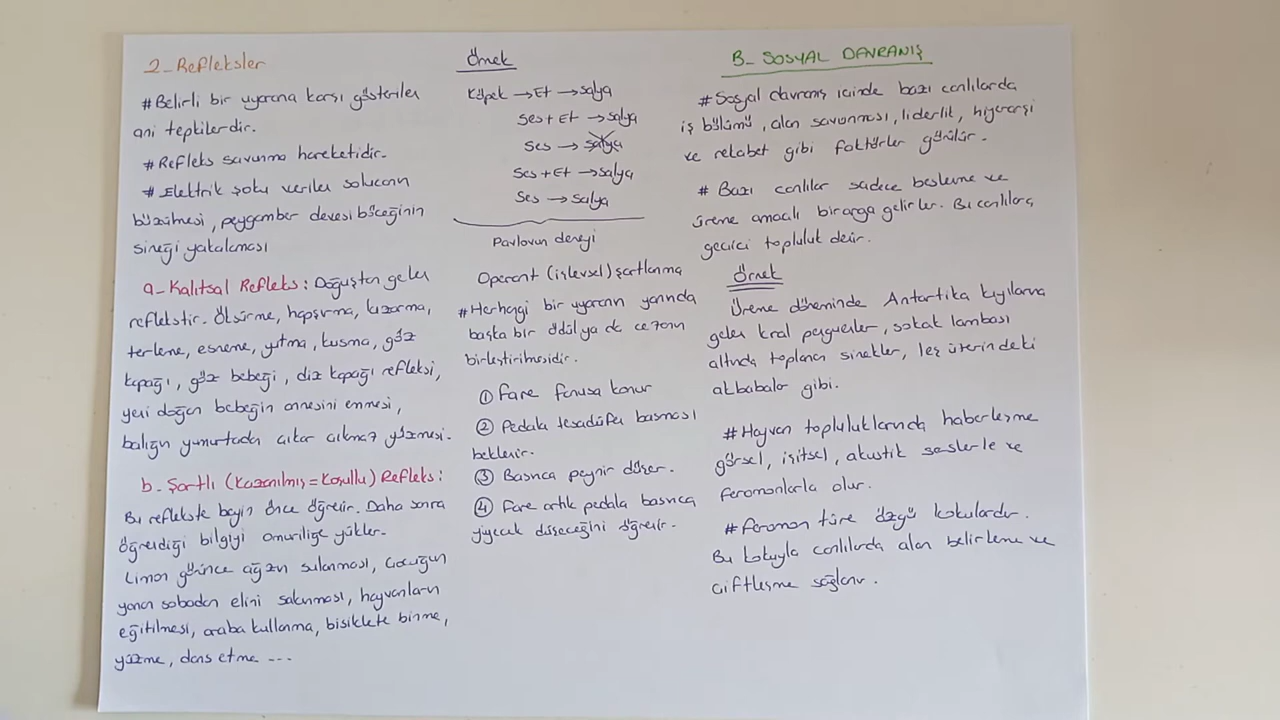 2_Refleksler
#Belirli bir uyarana karşı gösterilen
ani tepkilerdir.
#Refleks savunma hareketidir.
#Elektrik şoku verilen solucanın
büzülmesi, peygamber devesi böceğinin
sineği yakalaması
a_Kalıtsal Refleks: Doğuştan gelen
reflekstir. Öksürme, hapşırma, kızarma,
terleme, esneme, yutma, kusma, göz
kapağı, göz bebeği, diz kapağı refleksi,
yeni doğan bebeğin annesini emmesi,
balığın yumurtadan çıkar çıkmaz yüzmesi.
b_Şartlı (Kazanılmış=Koşullu) Refleks:
Bu reflekste beyin önce öğrenir. Daha sonra
öğrendiği bilgiyi omuriliğe yükler.
Limon görünce ağzın sulanması, çocuğun
yanan sobadan elini sakınması, hayvanların
eğitilmesi, araba kullanma, bisiklete binme,
yüzme, dans etme ---
Örnek
Köpek → Et → salya
Ses + Et → salya
Ses → salya
Ses + Et → salya
Ses → salya
Pavlovun deneyi
Operant (işlevsel) şartlanma
#Herhangi bir uyaranın yanında
başka bir ödül ya da cezanın
birleştirilmesidir.
① Fare fanusa konur
② Pedala tesadüfen basması
beklenir.
③ Basınca peynir düşer.
④ Fare artık pedala basınca
yiyecek düşeceğini öğrenir.
B_ SOSYAL DAVRANIŞ
#Sosyal davranış içinde bazı canlılarda
iş bölümü, alan savunması, liderlik, hiyerarşi
ve rekabet gibi faktörler görülür.
# Bazı canlılar sadece beslenme ve
üreme amaçlı bir araya gelirler. Bu canlılara
geçici topluluk denir.
Örnek
Üreme döneminde Antartika kıyılarına
gelen kral penguenler, sokak lambası
altında toplanan sinekler, leş üzerindeki
akbabalar gibi.
#Hayvan topluluklarında haberleşme
görsel, işitsel, akustik seslerle ve
feromonlarla olur.
#Feromon türe özgü kokulardır.
Bu kokuyla canlılarda alan belirleme ve
çiftleşme sağlanır.